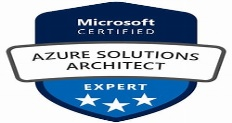 Microsoft
CERTIFIED
AZURE SOLUTIONS
ARCHITECT
EXPERT